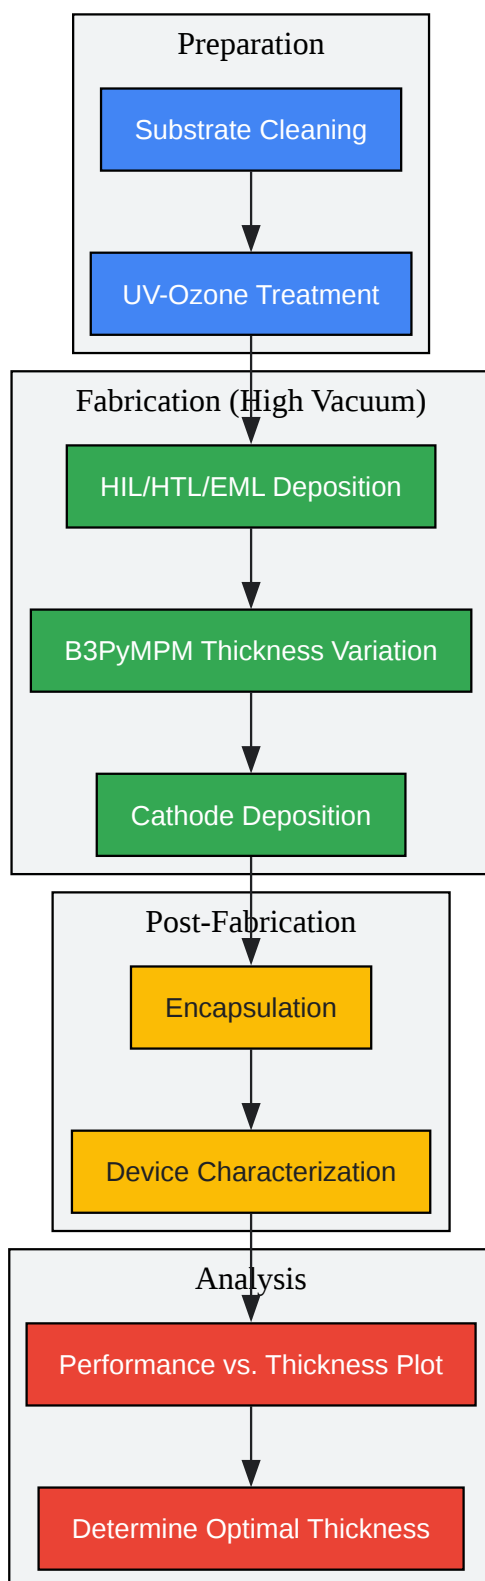 Preparation
Substrate Cleaning
UV-Ozone Treatment
Fabrication (High Vacuum)
HIL/HTL/EML Deposition
B3PyMPM Thickness Variation
Cathode Deposition
Post-Fabrication
Encapsulation
Device Characterization
Analysis
Performance vs. Thickness Plot
Determine Optimal Thickness